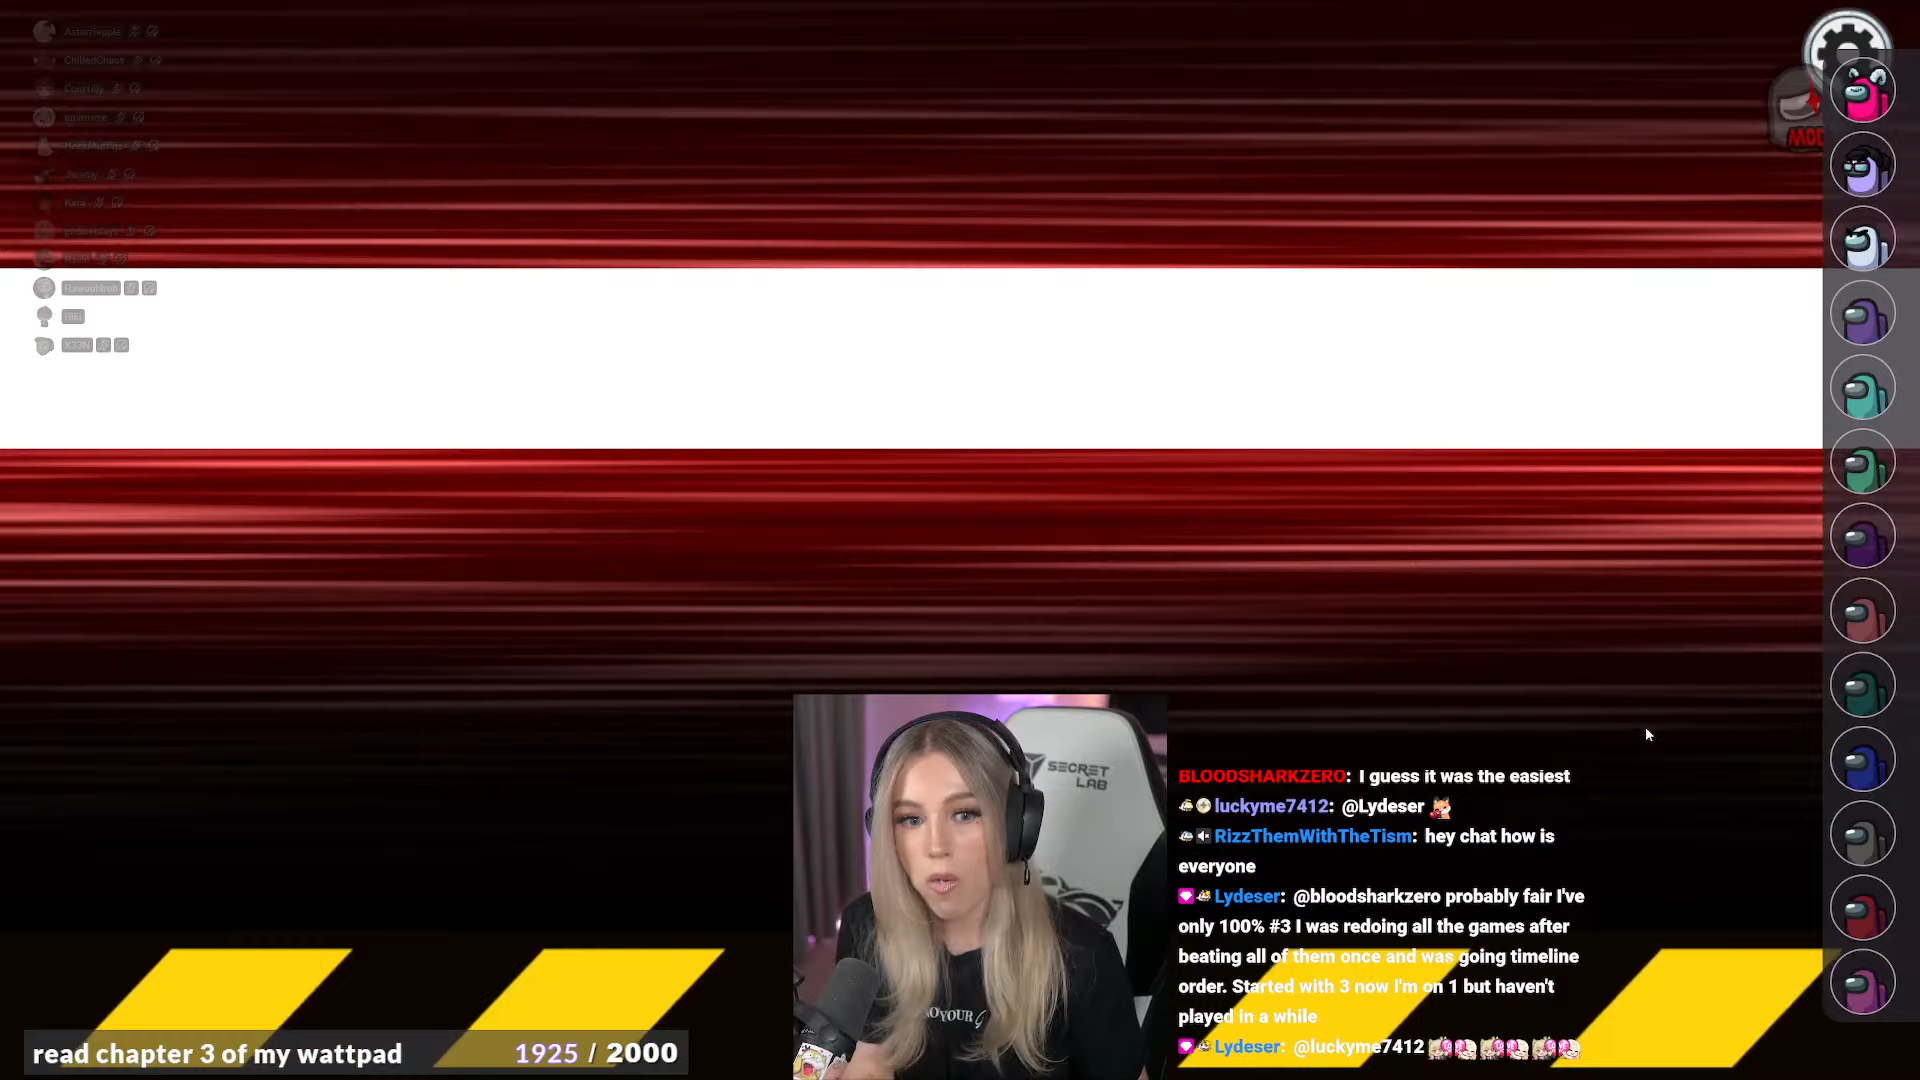 ChilledChaos
X33N
MOD
SECRET
LAB
BLOODSHARKZERO: I guess it was the easiest
luckyme7412: @Lydeser
RizzThemWithTheTism: hey chat how is
everyone
Lydeser: @bloodsharkzero probably fair I've
only 100% #3 I was redoing all the games after
beating all of them once and was going timeline
order. Started with 3 now I'm on 1 but haven't
played in a while
Lydeser: @luckyme7412
read chapter 3 of my wattpad 1925 / 2000